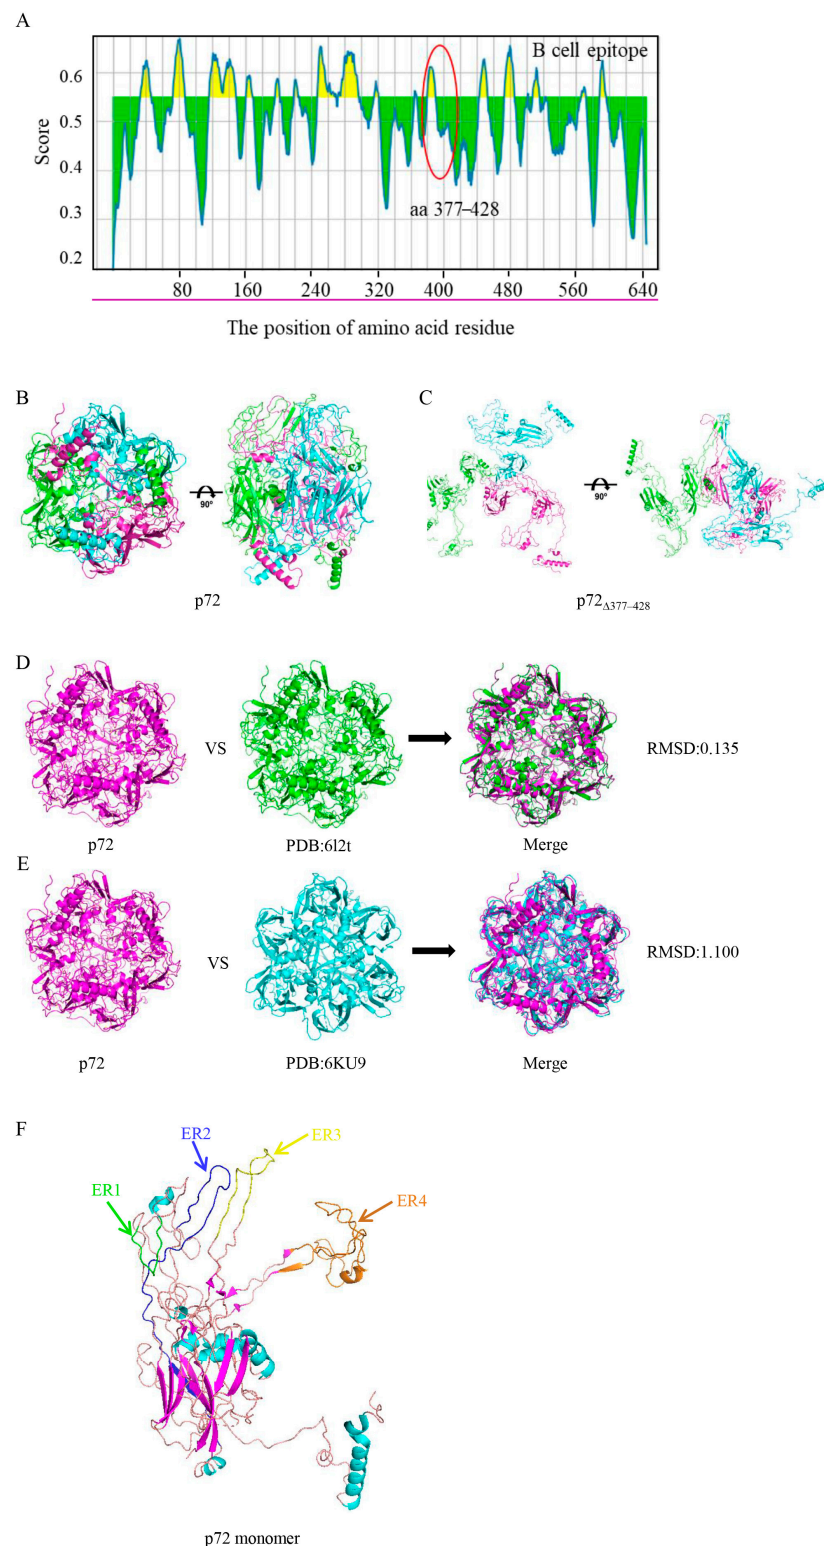 A
B cell epitope
0.6
0.5
0.4
0.3
0.2
Score
aa 377–428
80 160 240 320 400 480 560 640
The position of amino acid residue
B
C
90°
90°
p72
p72Δ377–428
D
VS
RMSD:0.135
p72 PDB:6l2t Merge
E
VS
RMSD:1.100
p72 PDB:6KU9 Merge
F
ER2
ER3
ER1
ER4
p72 monomer